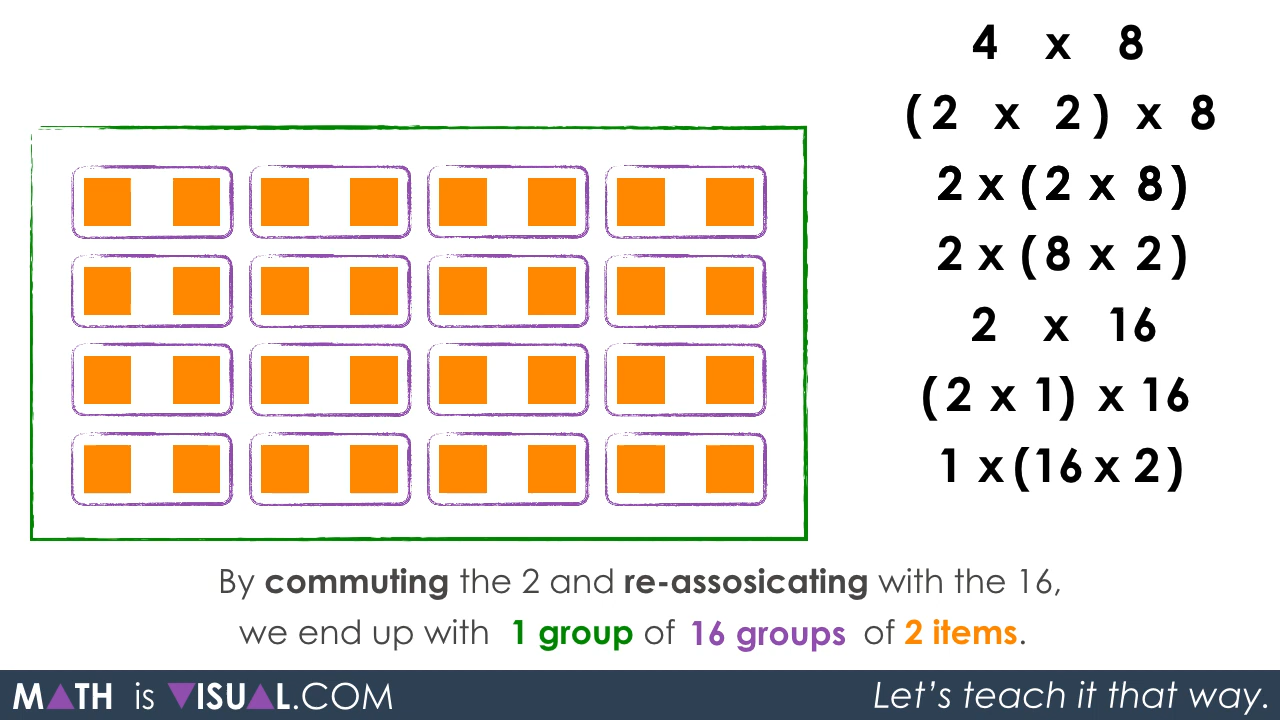 4 x 8
(2 x 2) x 8
2 x (2 x 8)
2 x (8 x 2)
2 x 16
(2 x 1) x 16
1 x (16 x 2)
By commuting the 2 and re-assosicating with the 16,
we end up with 1 group of 16 groups of 2 items.
MATH is VISUAL.COM
Let's teach it that way.